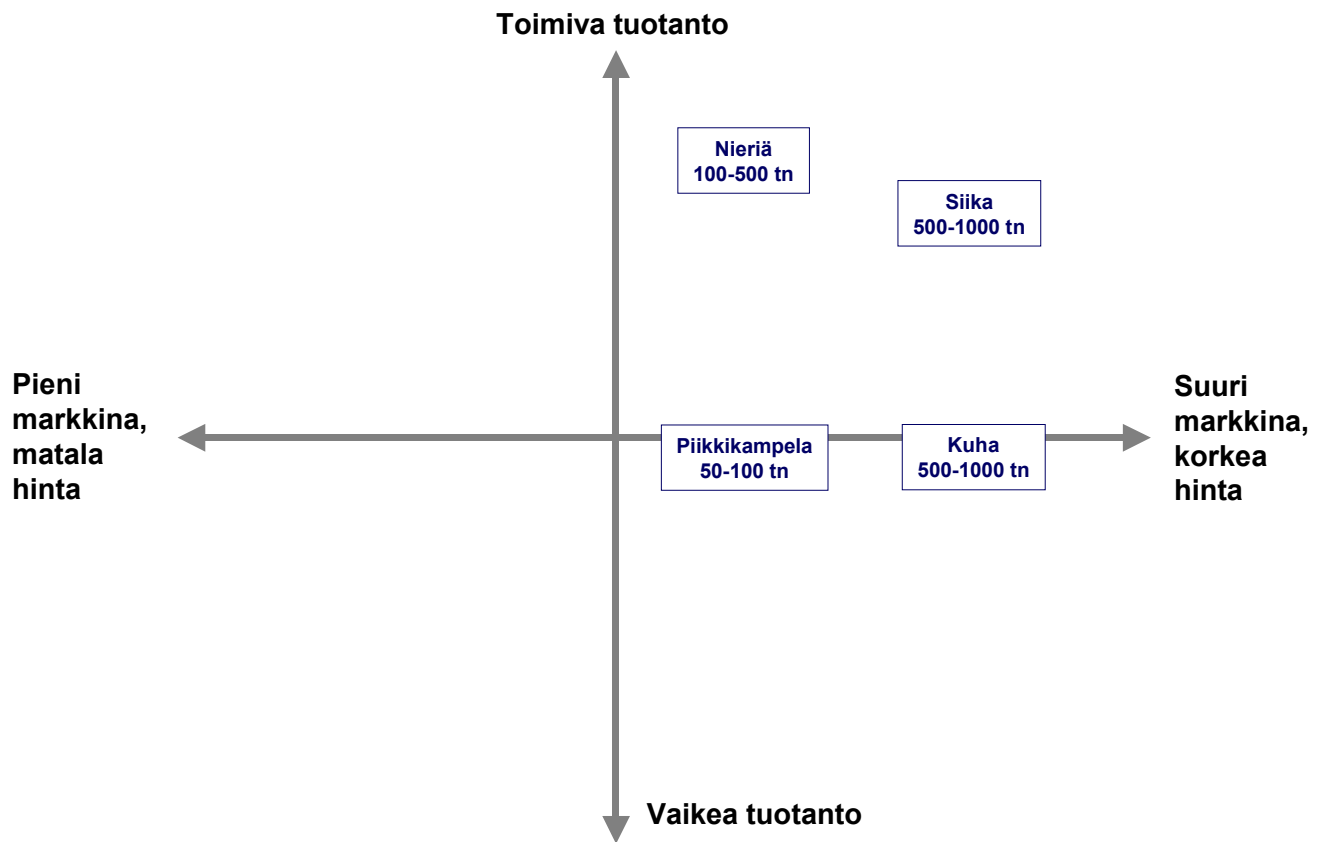 Toimiva tuotanto
Nieriä
100-500 tn
Siika
500-1000 tn
Pieni
markkina,
matala
hinta
Suuri
markkina,
korkea
hinta
Piikkikampela
50-100 tn
Kuha
500-1000 tn
Vaikea tuotanto